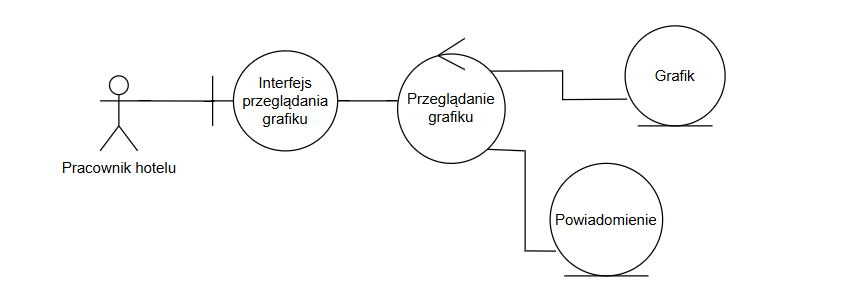 Interfejs
przeglądania
grafiku
Przeglądanie
grafiku
Grafik
Powiadomienie
Pracownik hotelu